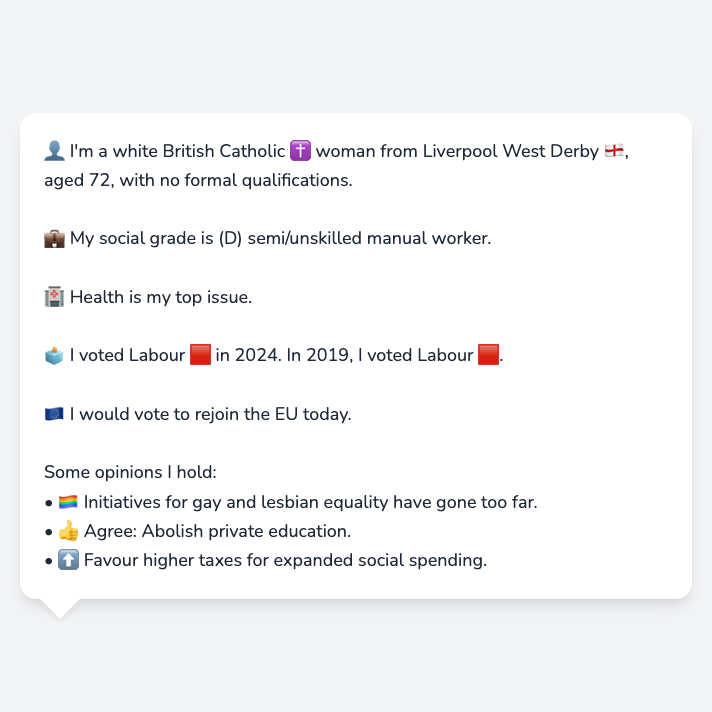 👤 I'm a white British Catholic ✝️ woman from Liverpool West Derby 🏴󠁧󠁢󠁥󠁮󠁧󠁿,
aged 72, with no formal qualifications.
💼 My social grade is (D) semi/unskilled manual worker.
🏥 Health is my top issue.
🗳️ I voted Labour 🟥 in 2024. In 2019, I voted Labour 🟥.
🇪🇺 I would vote to rejoin the EU today.
Some opinions I hold:
• 🏳️‍🌈 Initiatives for gay and lesbian equality have gone too far.
• 👍 Agree: Abolish private education.
• ⬆️ Favour higher taxes for expanded social spending.